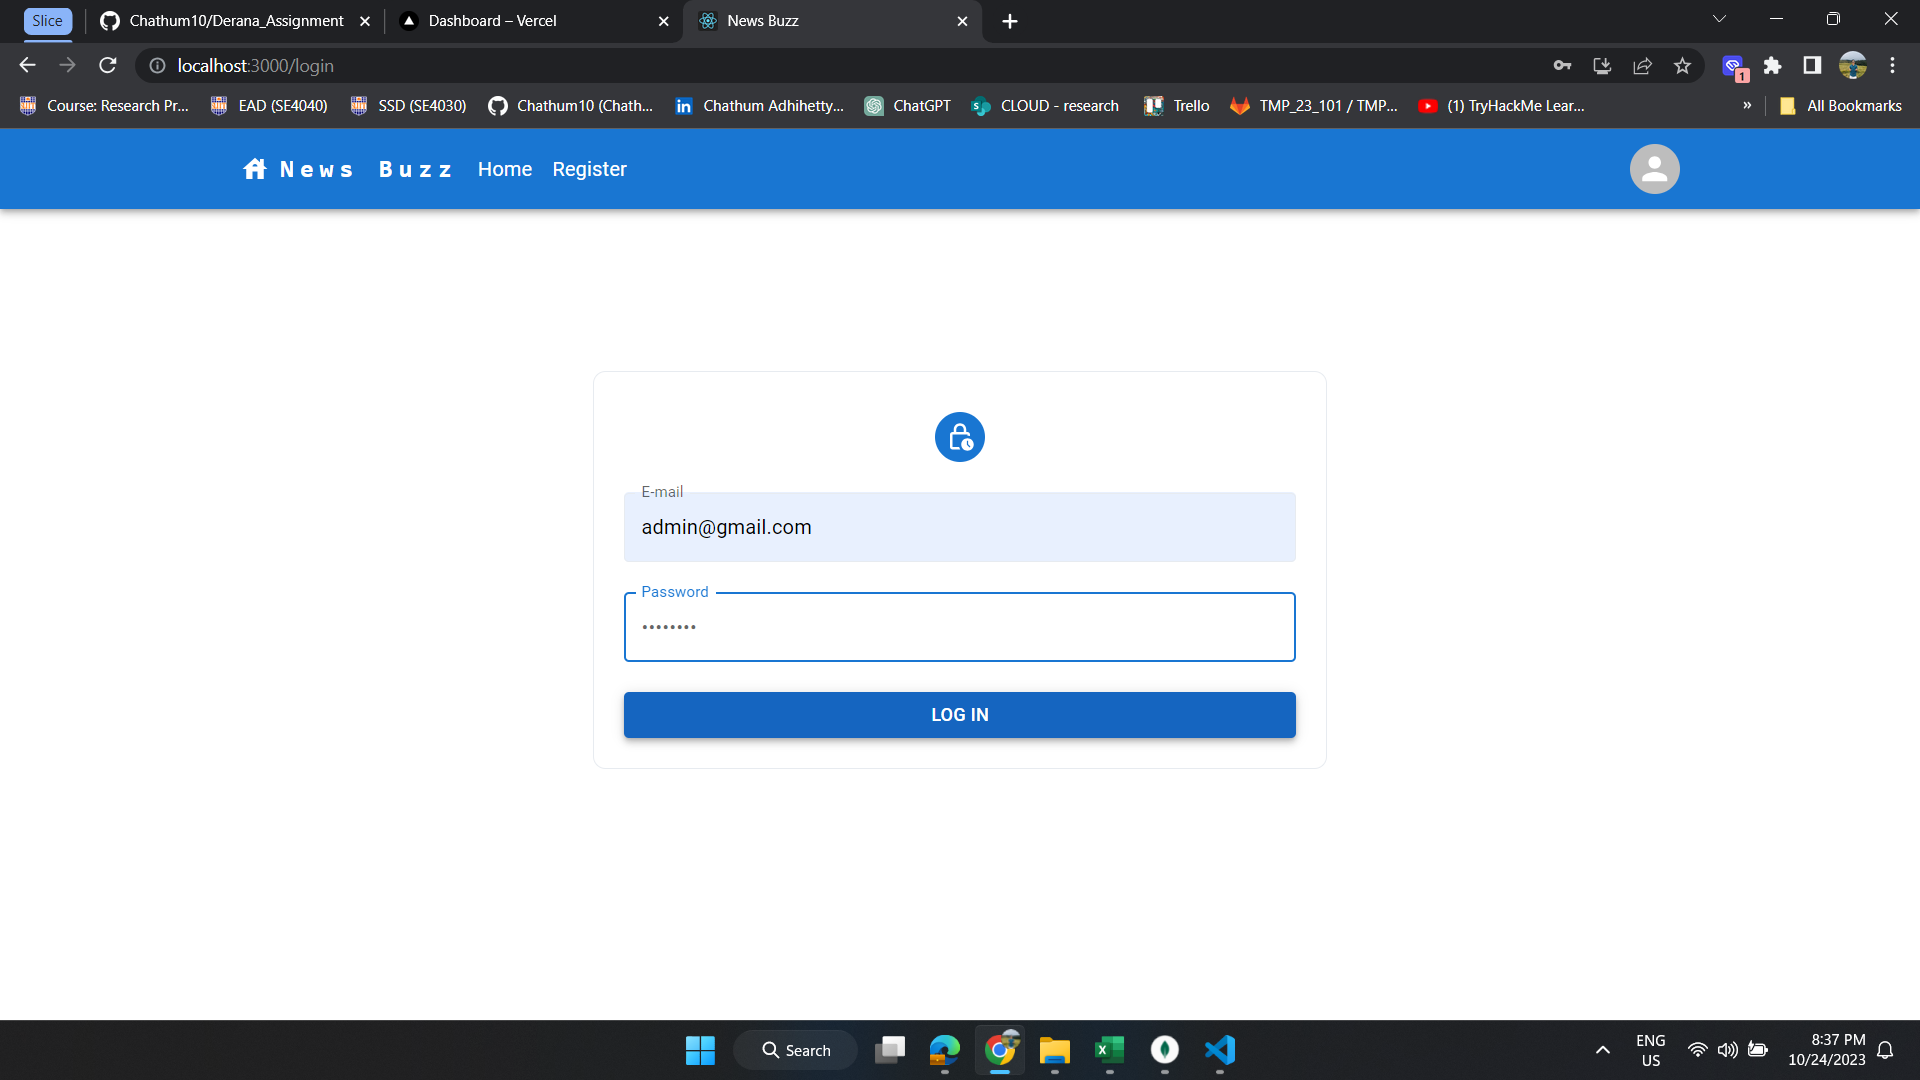 Slice
Chathum10/Derana_Assignment
Dashboard – Vercel
News Buzz
localhost:3000/login
1
Course: Research Pr...
EAD (SE4040)
SSD (SE4030)
Chathum10 (Chath...
Chathum Adhihetty...
ChatGPT
CLOUD - research
Trello
TMP_23_101 / TMP...
(1) TryHackMe Lear...
»
All Bookmarks
News Buzz
Home
Register
E-mail
admin@gmail.com
Password
••••••••
LOG IN
Search
ENG
US
8:37 PM
10/24/2023